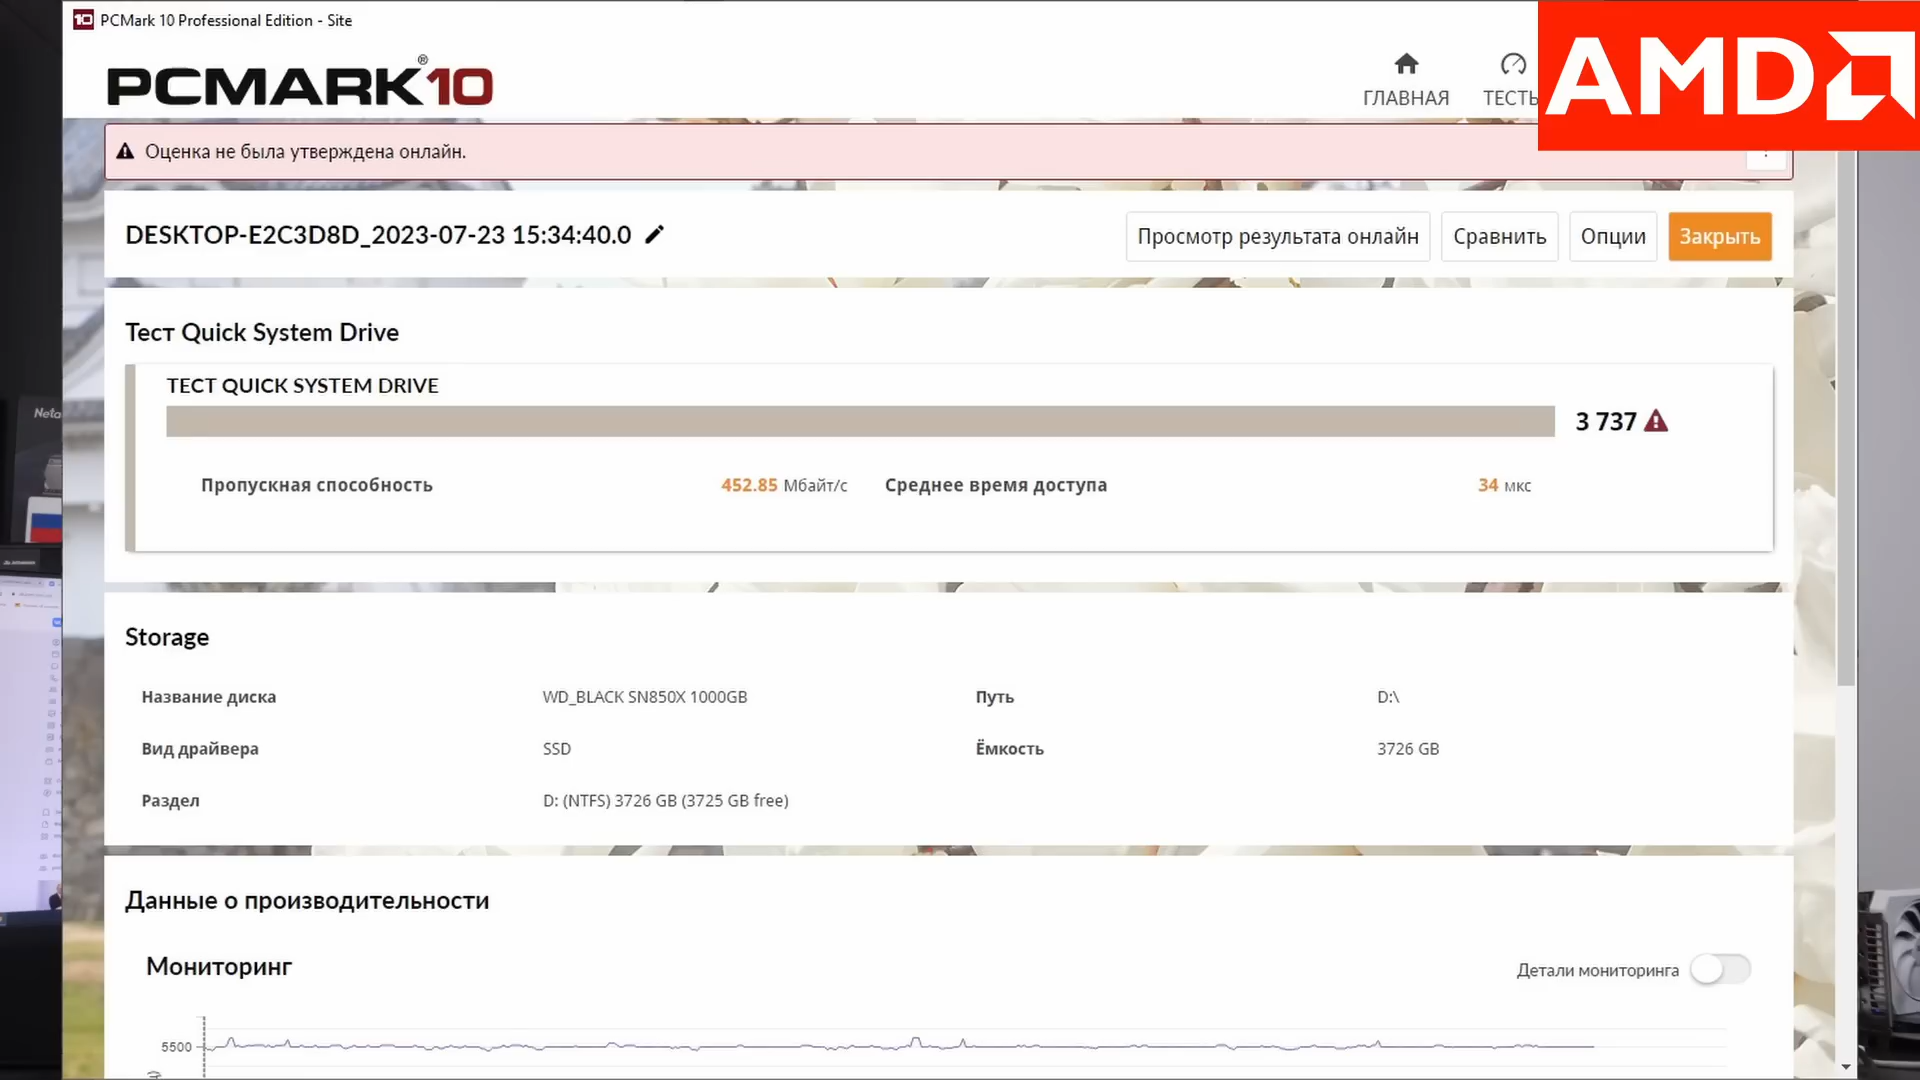 PCMark 10 Professional Edition - Site
PCMARK®10
ГЛАВНАЯ
ТЕСТЫ
AMD
Оценка не была утверждена онлайн.
DESKTOP-E2C3D8D_2023-07-23 15:34:40.0
Просмотр результата онлайн
Сравнить
Опции
Закрыть
Тест Quick System Drive
ТЕСТ QUICK SYSTEM DRIVE
3 737
Пропускная способность
452.85 Мбайт/с
Среднее время доступа
34 мкс
Neta
Storage
Название диска
WD_BLACK SN850X 1000GB
Путь
D:\
Вид драйвера
SSD
Ёмкость
3726 GB
Раздел
D: (NTFS) 3726 GB (3725 GB free)
Данные о производительности
Мониторинг
Детали мониторинга
5500